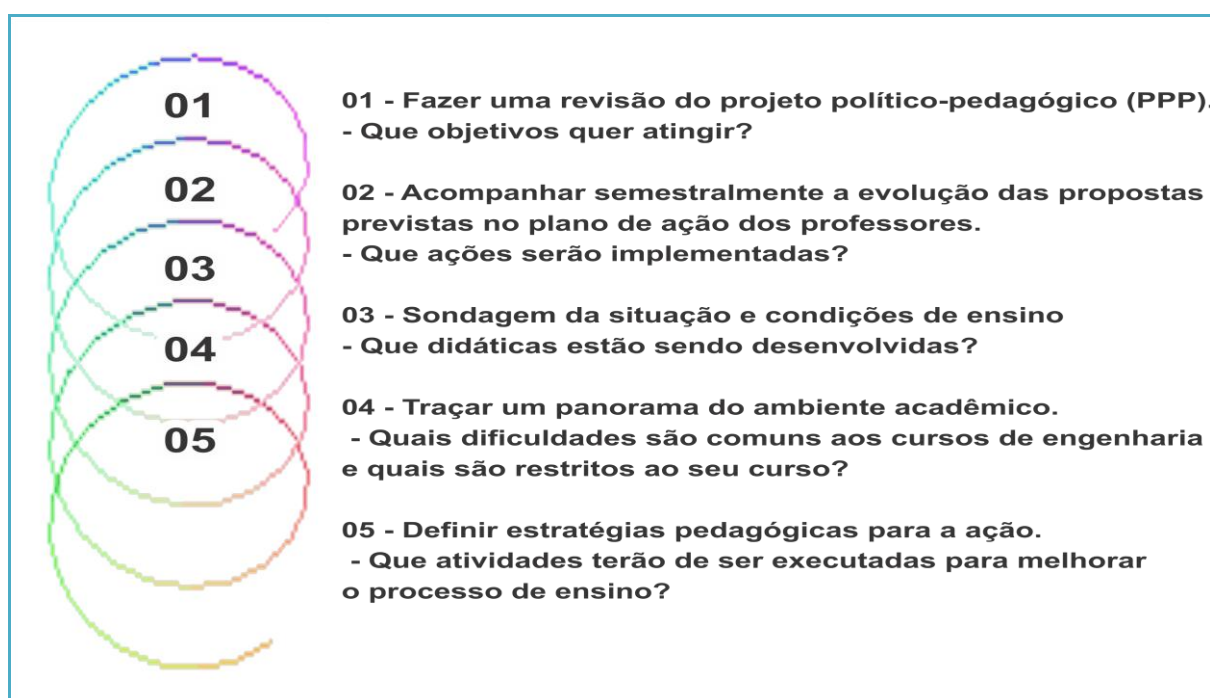 01
02
03
04
05
01 - Fazer uma revisão do projeto político-pedagógico (PPP).
- Que objetivos quer atingir?
02 - Acompanhar semestralmente a evolução das propostas
previstas no plano de ação dos professores.
- Que ações serão implementadas?
03 - Sondagem da situação e condições de ensino
- Que didáticas estão sendo desenvolvidas?
04 - Traçar um panorama do ambiente acadêmico.
- Quais dificuldades são comuns aos cursos de engenharia
e quais são restritos ao seu curso?
05 - Definir estratégias pedagógicas para a ação.
- Que atividades terão de ser executadas para melhorar
o processo de ensino?